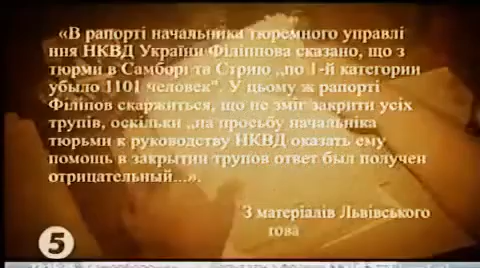 «В рапорті начальника тюремного управлі
ння НКВД України Філіппова сказано, що з
тюрми в Самборі та Стрию „по 1-й категории
убыло 1101 человек". У цьому ж рапорті
Філіпов скаржиться, що не зміг закрити усіх
трупів, оскільки „на просьбу начальніка
тюрьми к руководству НКВД оказать ему
помощь в закрытии трупов ответ был получен
отрицательный...».
З матеріалів Львівського
това
5